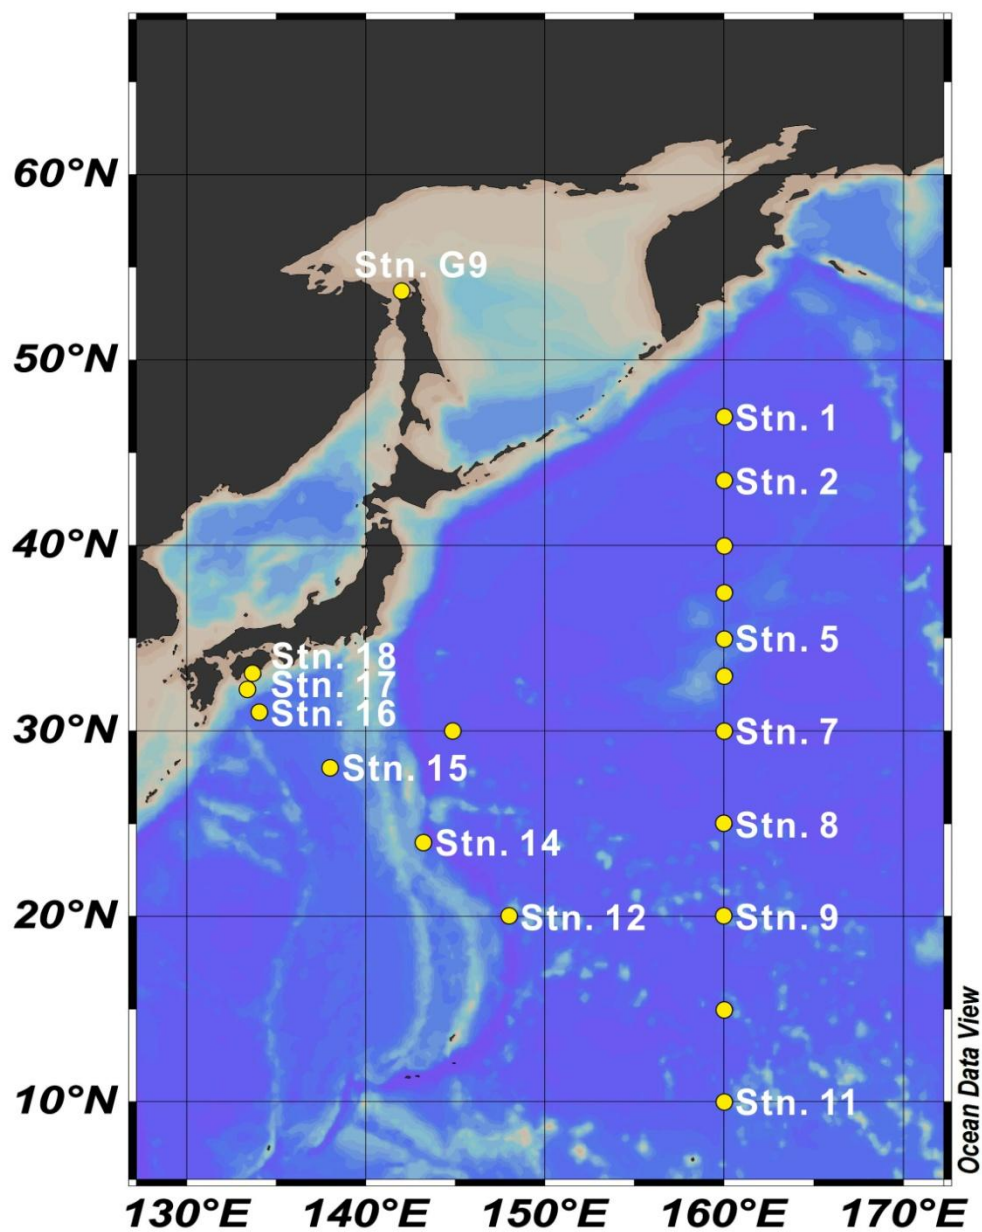 60°N
Stn. G9
50°N
Stn. 1
Stn. 2
40°N
Stn. 5
Stn. 18
Stn. 17
Stn. 16
30°N
Stn. 7
Stn. 15
Stn. 8
Stn. 14
20°N
Stn. 12
Stn. 9
10°N
Stn. 11
Ocean Data View
130°E
140°E
150°E
160°E
170°E